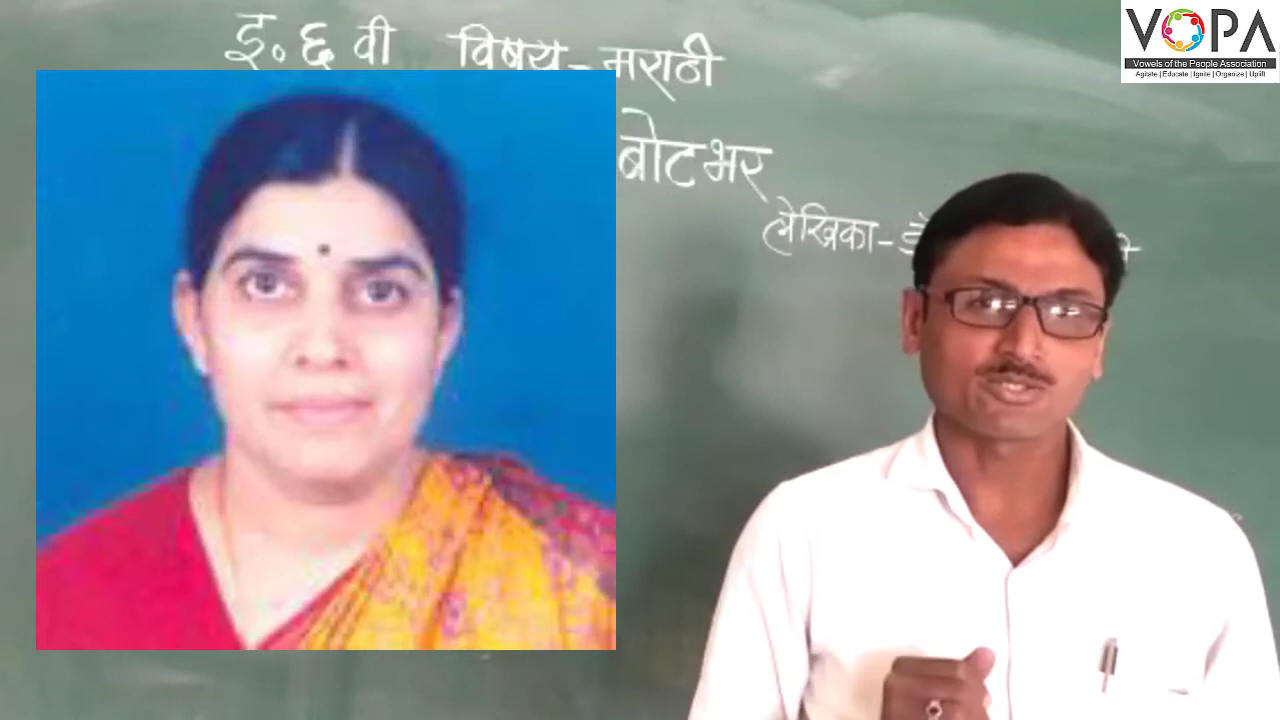 इ. ६ वी विषय - मराठी
बोटभर
लेखिका - डॉ
VOPA
Vowels of the People Association
Agitate | Educate | Ignite | Organize | Uplift